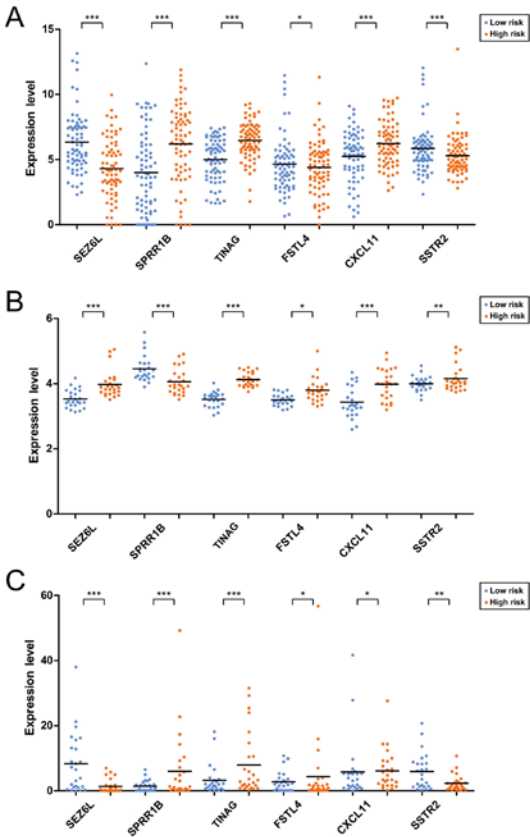 A
*** *** *** * *** ***
Low risk
High risk
Expression level
15
10
5
0
SEZ6L SPRR1B TINAG FSTL4 CXCL11 SSTR2
B
*** *** *** * *** **
Low risk
High risk
Expression level
6
4
2
0
SEZ6L SPRR1B TINAG FSTL4 CXCL11 SSTR2
C
*** *** *** * * **
Low risk
High risk
Expression level
60
40
20
0
SEZ6L SPRR1B TINAG FSTL4 CXCL11 SSTR2